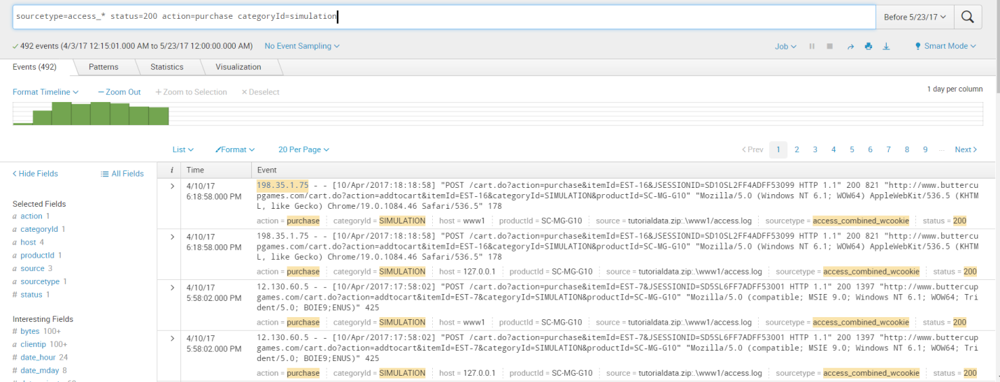 sourcetype=access_* status=200 action=purchase categoryId=simulation
Before 5/23/17
492 events (4/3/17 12:15:01.000 AM to 5/23/17 12:00:00.000 AM)
No Event Sampling
Job
Smart Mode
Events (492)
Patterns
Statistics
Visualization
Format Timeline
— Zoom Out
+ Zoom to Selection
× Deselect
1 day per column
List
Format
20 Per Page
< Prev 1 2 3 4 5 6 7 8 9 ... Next >
< Hide Fields
All Fields
i Time Event
Selected Fields
a action 1
a categoryId 1
a host 4
a productId 1
a source 3
a sourcetype 1
# status 1
Interesting Fields
# bytes 100+
a clientip 100+
# date_hour 24
# date_mday 8
> 4/10/17
6:18:58.000 PM
198.35.1.75 - - [10/Apr/2017:18:18:58] "POST /cart.do?action=purchase&itemId=EST-16&JSESSIONID=SD10SL2FF4ADFF53099 HTTP 1.1" 200 821 "http://www.buttercu
pgames.com/cart.do?action=addtocart&itemId=EST-16&categoryId=SIMULATION&productId=SC-MG-G10" "Mozilla/5.0 (Windows NT 6.1; WOW64) AppleWebKit/536.5 (KHTM
L, like Gecko) Chrome/19.0.1084.46 Safari/536.5" 178
action = purchase categoryId = SIMULATION host = www1 productId = SC-MG-G10 source = tutorialdata.zip:.\www1/access.log sourcetype = access_combined_wcookie status = 200
> 4/10/17
6:18:58.000 PM
198.35.1.75 - - [10/Apr/2017:18:18:58] "POST /cart.do?action=purchase&itemId=EST-16&JSESSIONID=SD10SL2FF4ADFF53099 HTTP 1.1" 200 821 "http://www.buttercu
pgames.com/cart.do?action=addtocart&itemId=EST-16&categoryId=SIMULATION&productId=SC-MG-G10" "Mozilla/5.0 (Windows NT 6.1; WOW64) AppleWebKit/536.5 (KHTM
L, like Gecko) Chrome/19.0.1084.46 Safari/536.5" 178
action = purchase categoryId = SIMULATION host = 127.0.0.1 productId = SC-MG-G10 source = tutorialdata.zip:.\www1/access.log sourcetype = access_combined_wcookie status = 200
> 4/10/17
5:58:02.000 PM
12.130.60.5 - - [10/Apr/2017:17:58:02] "POST /cart.do?action=purchase&itemId=EST-7&JSESSIONID=SD5SL6FF7ADFF53001 HTTP 1.1" 200 1397 "http://www.buttercup
games.com/cart.do?action=addtocart&itemId=EST-7&categoryId=SIMULATION&productId=SC-MG-G10" "Mozilla/5.0 (compatible; MSIE 9.0; Windows NT 6.1; WOW64; Tri
dent/5.0; BOIE9;ENUS)" 425
action = purchase categoryId = SIMULATION host = www1 productId = SC-MG-G10 source = tutorialdata.zip:.\www1/access.log sourcetype = access_combined_wcookie status = 200
> 4/10/17
5:58:02.000 PM
12.130.60.5 - - [10/Apr/2017:17:58:02] "POST /cart.do?action=purchase&itemId=EST-7&JSESSIONID=SD5SL6FF7ADFF53001 HTTP 1.1" 200 1397 "http://www.buttercup
games.com/cart.do?action=addtocart&itemId=EST-7&categoryId=SIMULATION&productId=SC-MG-G10" "Mozilla/5.0 (compatible; MSIE 9.0; Windows NT 6.1; WOW64; Tri
dent/5.0; BOIE9;ENUS)" 425
action = purchase categoryId = SIMULATION host = 127.0.0.1 productId = SC-MG-G10 source = tutorialdata.zip:.\www1/access.log sourcetype = access_combined_wcookie status = 200